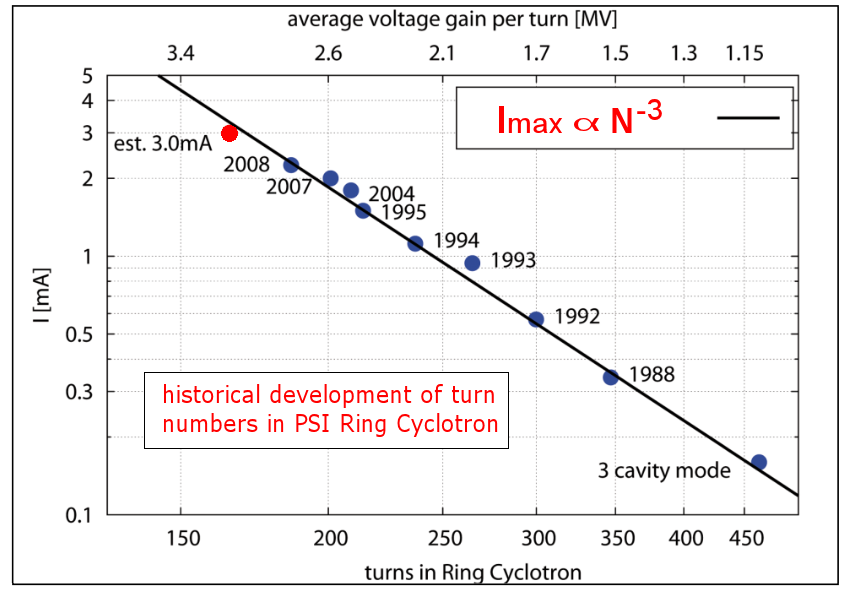 average voltage gain per turn [MV]
3.4 2.6 2.1 2.0 1.7 1.5 1.3 1.15
5
4
3
2
1
0.5
0.3
0.1
I [mA]
Imax ∝ N-3
est. 3.0mA
2008
2007
2004
1995
1994
1993
1992
1988
3 cavity mode
historical development of turn
numbers in PSI Ring Cyclotron
150 200 250 300 350 400 450
turns in Ring Cyclotron